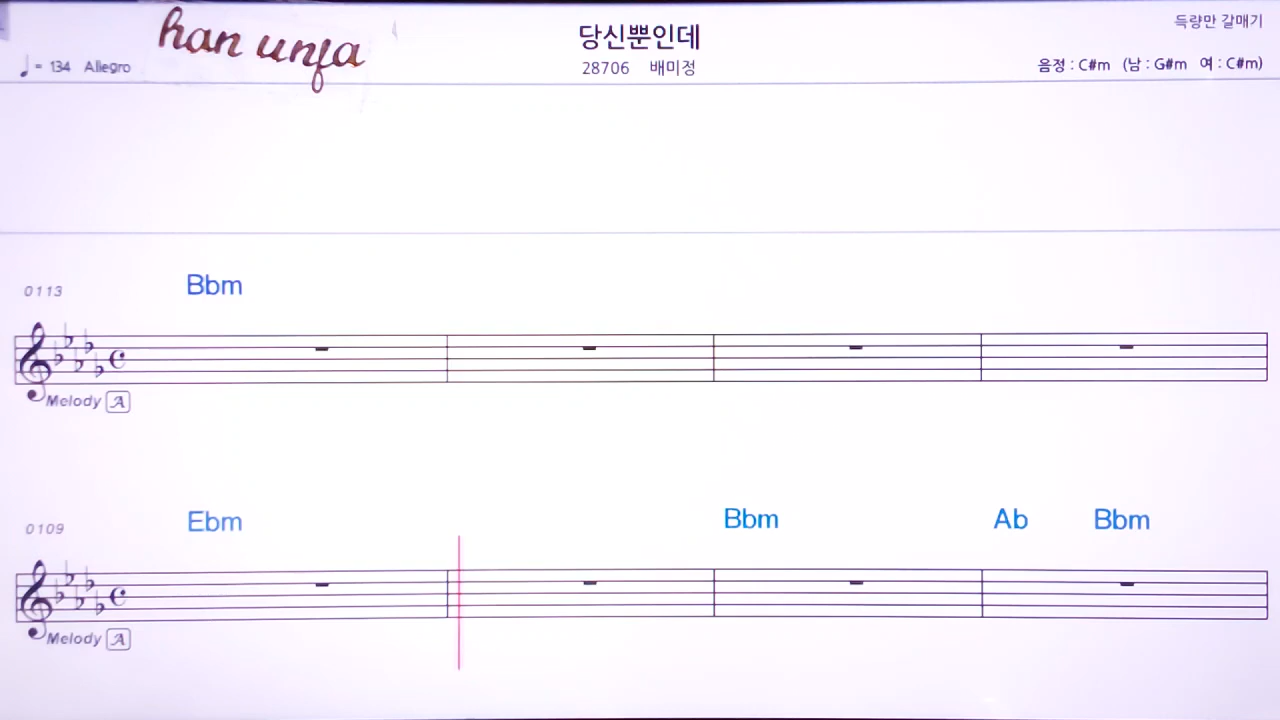 han unfa
♩ = 134 Allegro
당신뿐인데
28706 배미정
득량만 갈매기
음정 : C#m (남 : G#m 여 : C#m)
0113
Bbm
Melody A
0109
Ebm Bbm Ab Bbm
Melody A